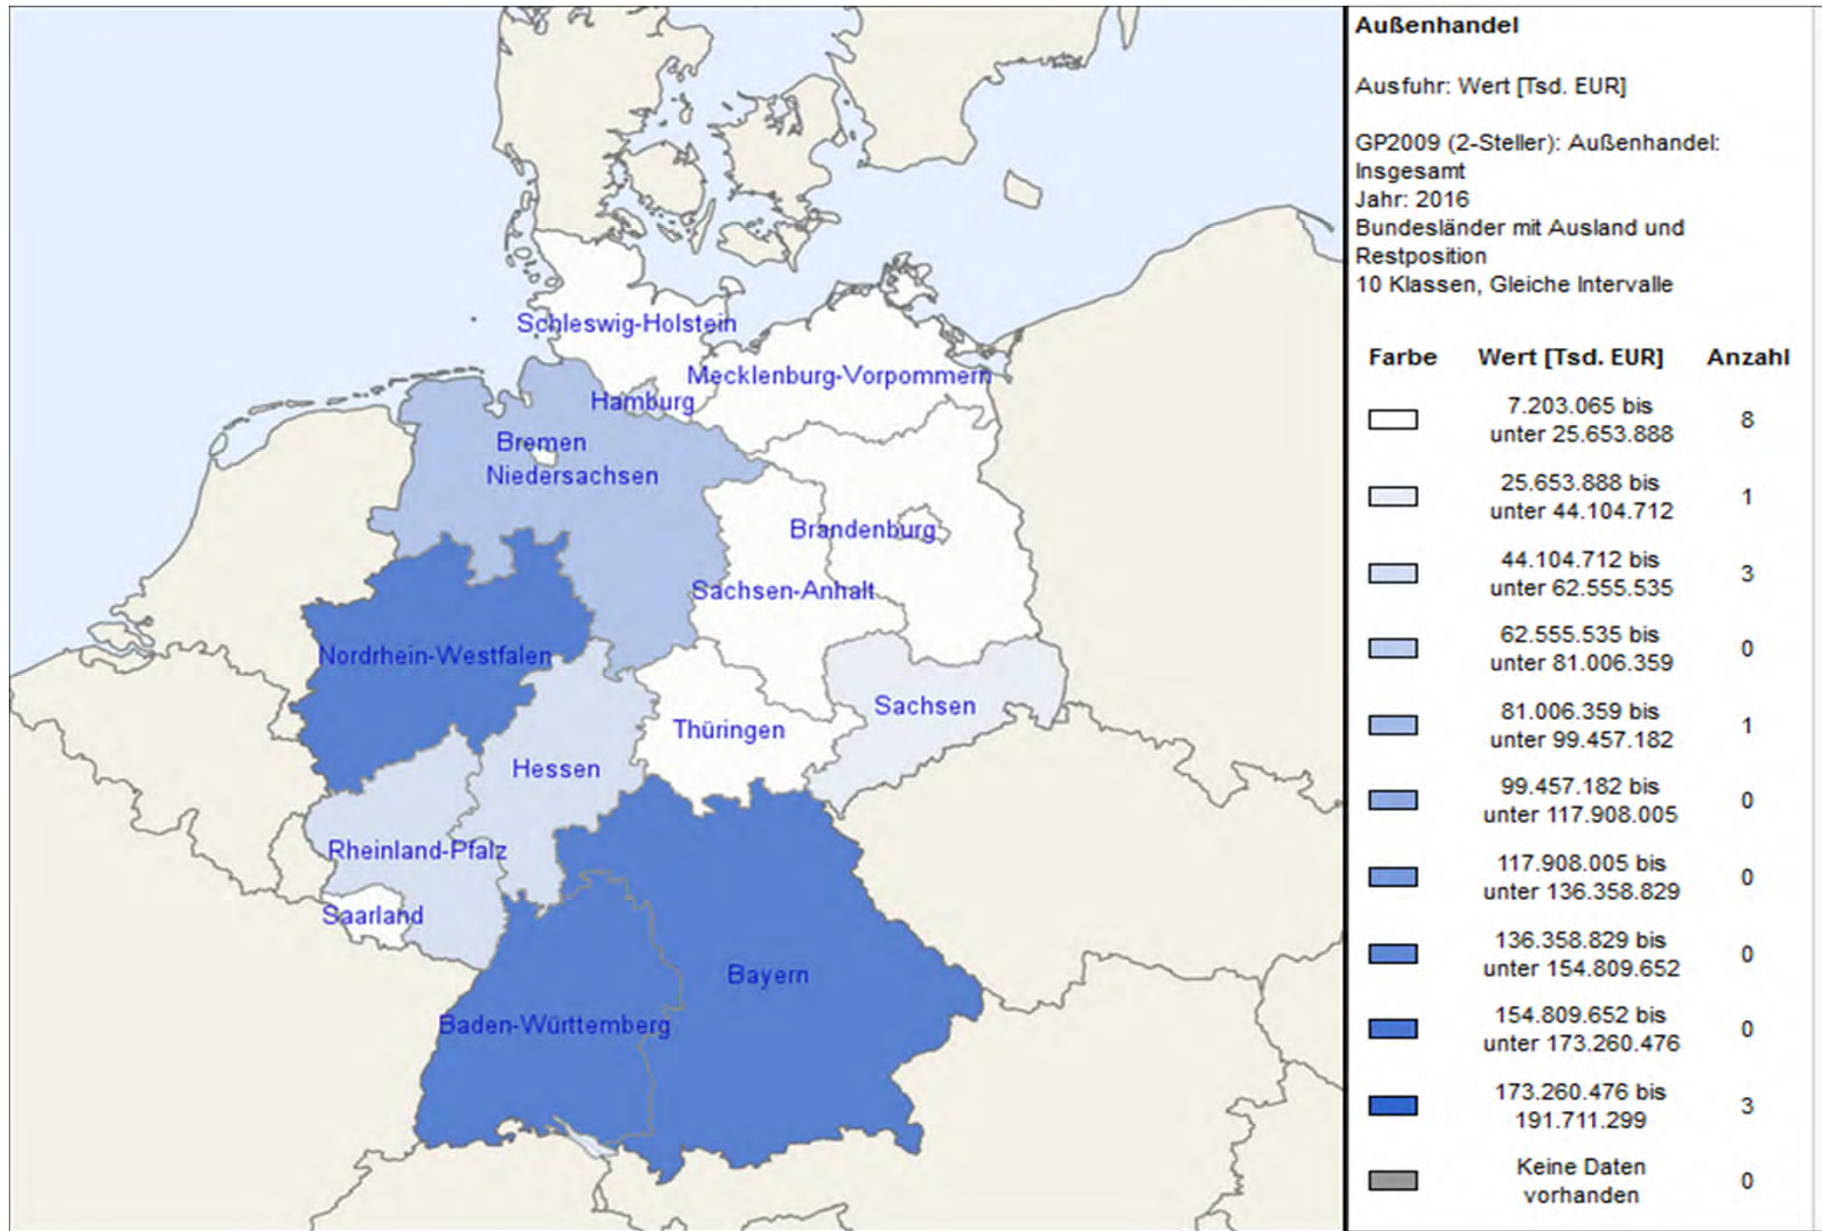 Außenhandel
Ausfuhr: Wert [Tsd. EUR]
GP2009 (2-Steller): Außenhandel:
Insgesamt
Jahr: 2016
Bundesländer mit Ausland und
Restposition
10 Klassen, Gleiche Intervalle
Farbe Wert [Tsd. EUR] Anzahl
7.203.065 bis
unter 25.653.888 8
25.653.888 bis
unter 44.104.712 1
44.104.712 bis
unter 62.555.535 3
62.555.535 bis
unter 81.006.359 0
81.006.359 bis
unter 99.457.182 1
99.457.182 bis
unter 117.908.005 0
117.908.005 bis
unter 136.358.829 0
136.358.829 bis
unter 154.809.652 0
154.809.652 bis
unter 173.260.476 0
173.260.476 bis
191.711.299 3
Keine Daten
vorhanden 0
Schleswig-Holstein
Mecklenburg-Vorpommern
Hamburg
Bremen
Niedersachsen
Brandenburg
Sachsen-Anhalt
Nordrhein-Westfalen
Sachsen
Thüringen
Hessen
Rheinland-Pfalz
Saarland
Bayern
Baden-Württemberg